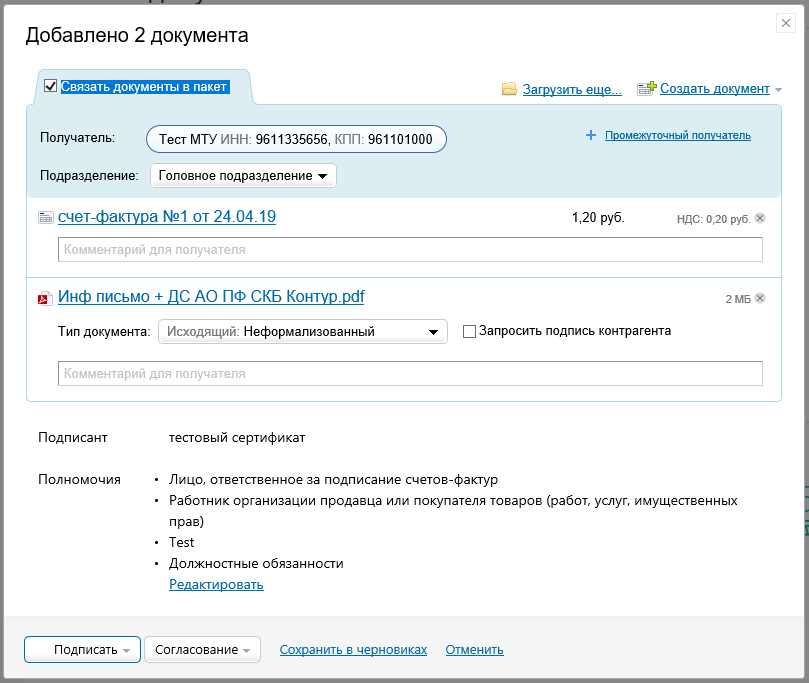 Добавлено 2 документа
Связать документы в пакет
Загрузить еще...
Создать документ
Получатель: Тест МТУ ИНН: 9611335656, КПП: 961101000
Промежуточный получатель
Подразделение: Головное подразделение
счет-фактура №1 от 24.04.19 1,20 руб. НДС: 0,20 руб.
Комментарий для получателя
Инф письмо + ДС АО ПФ СКБ Контур.pdf 2 МБ
Тип документа: Исходящий: Неформализованный Запросить подпись контрагента
Комментарий для получателя
Подписант тестовый сертификат
Полномочия • Лицо, ответственное за подписание счетов-фактур
• Работник организации продавца или покупателя товаров (работ, услуг, имущественных
прав)
• Test
• Должностные обязанности
Редактировать
Подписать Согласование Сохранить в черновиках Отменить